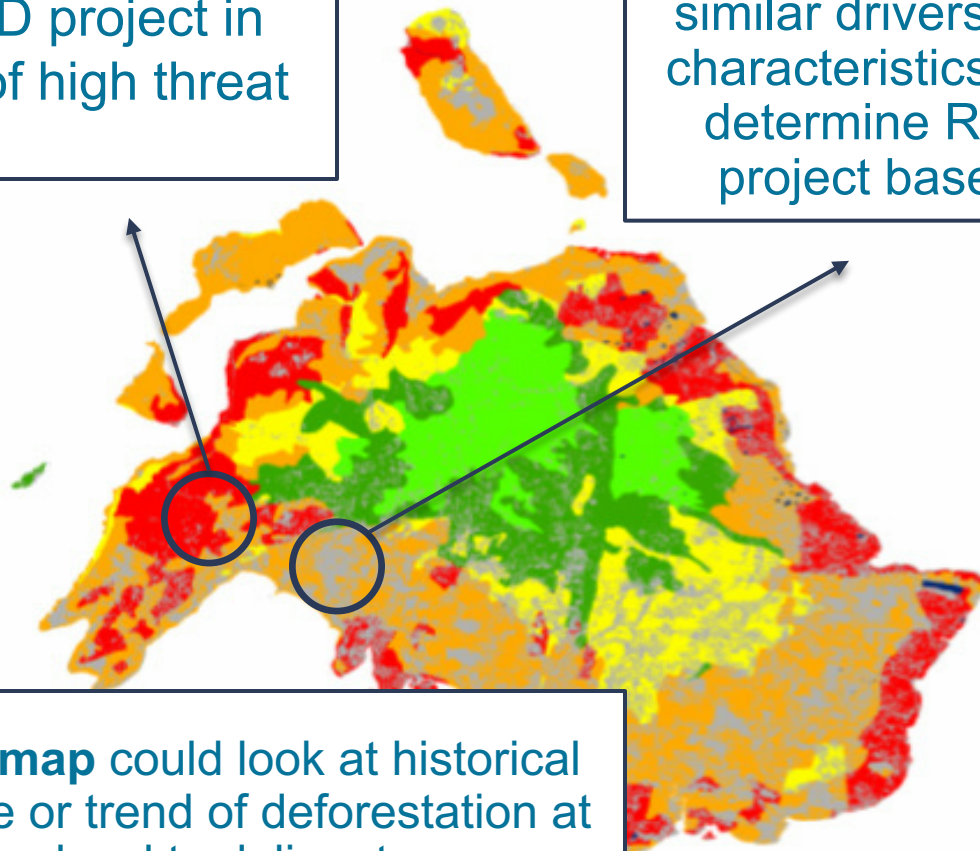 D project in
of high threat
similar drivers
characteristics
determine R
project base
map could look at historical
e or trend of deforestation at